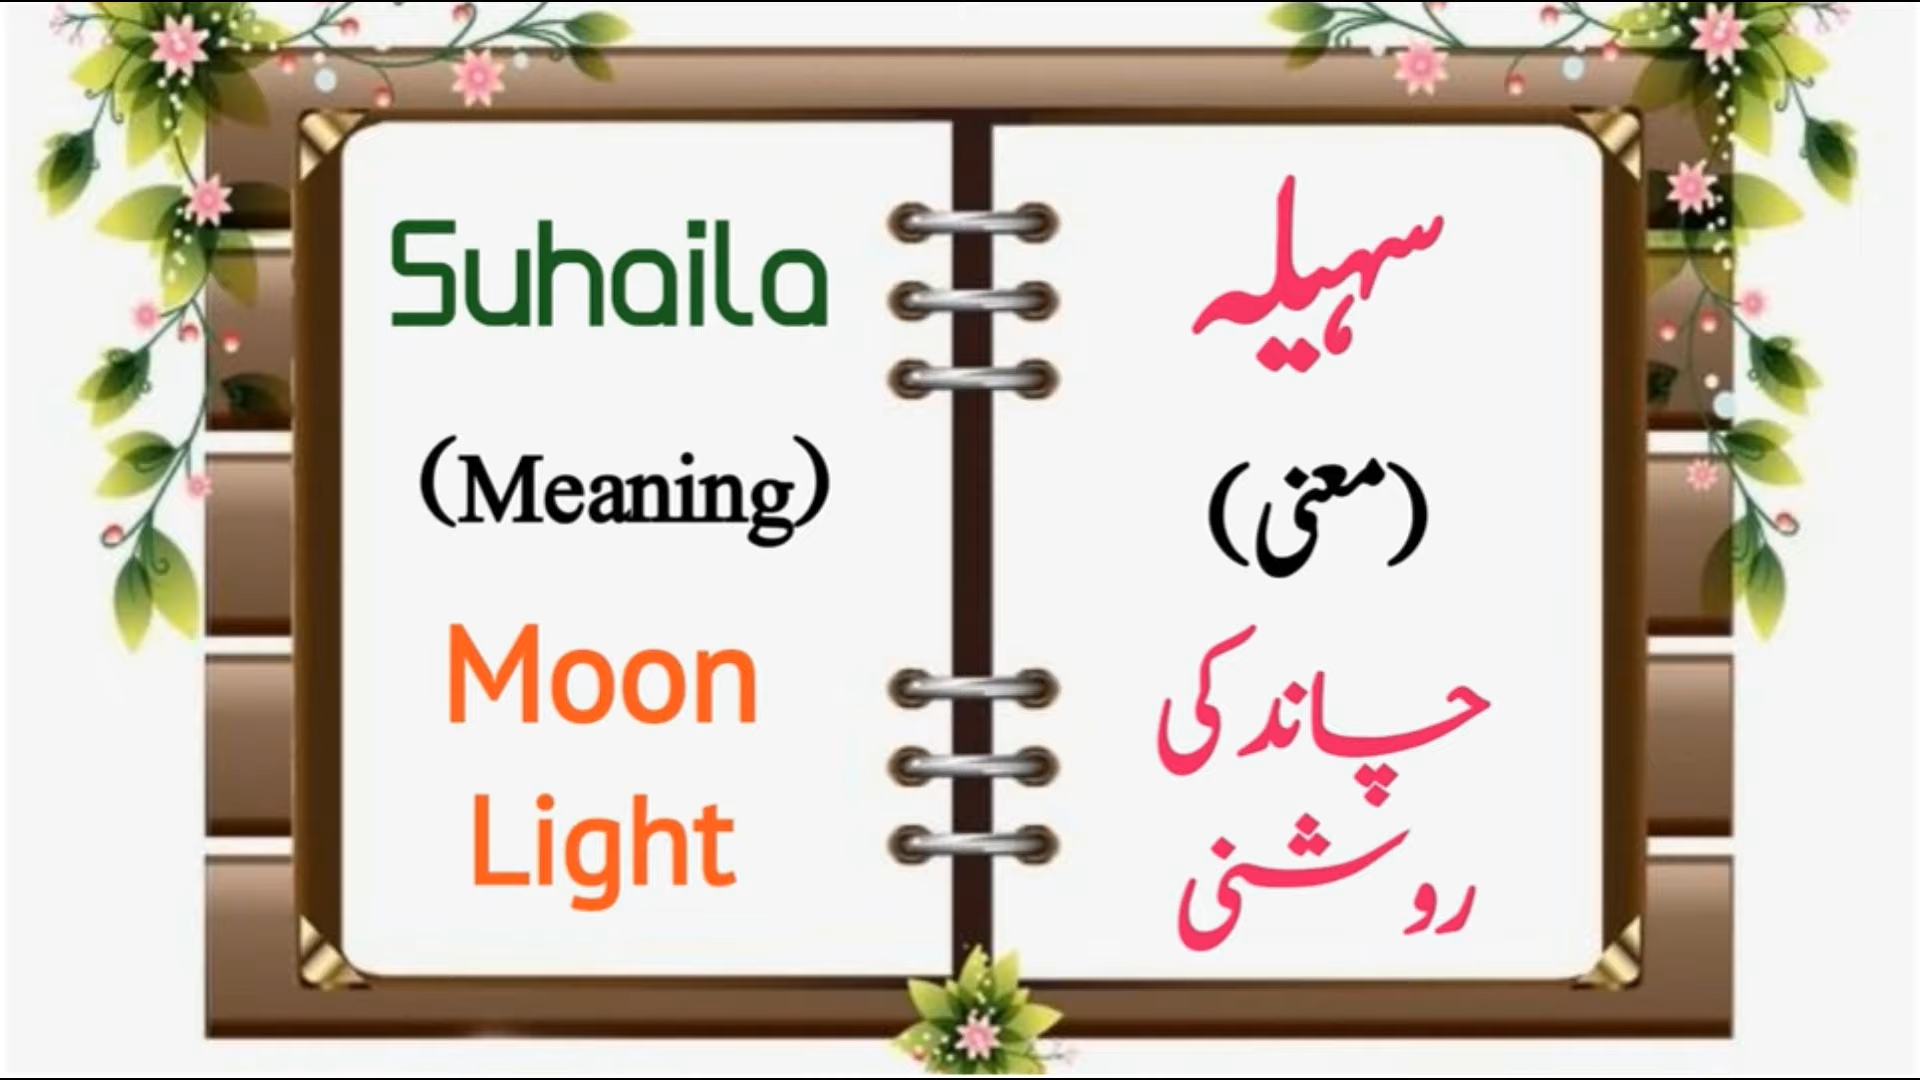 Suhaila
(Meaning)
Moon
Light
سہیلہ
(معنی)
چاند کی
روشنی